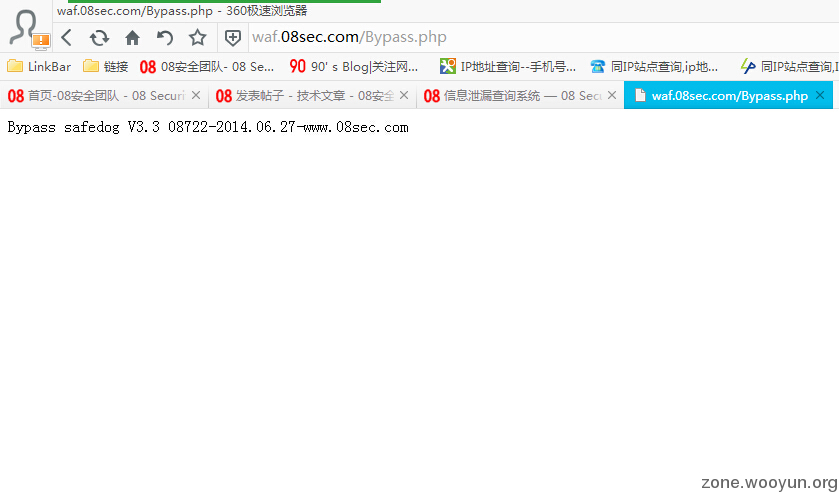 waf.08sec.com/Bypass.php - 360极速浏览器
waf.08sec.com/Bypass.php
LinkBar 链接 08 08安全团队- 08 Se... 90 90' s Blog|关注网... IP地址查询--手机号... 同IP站点查询,ip地... 同IP站点查询,I
08 首页-08安全团队 - 08 Securi 08 发表帖子 - 技术文章 - 08安全 08 信息泄漏查询系统 — 08 Sec waf.08sec.com/Bypass.php
Bypass safedog V3.3 08722-2014.06.27-www.08sec.com
zone.wooyun.org